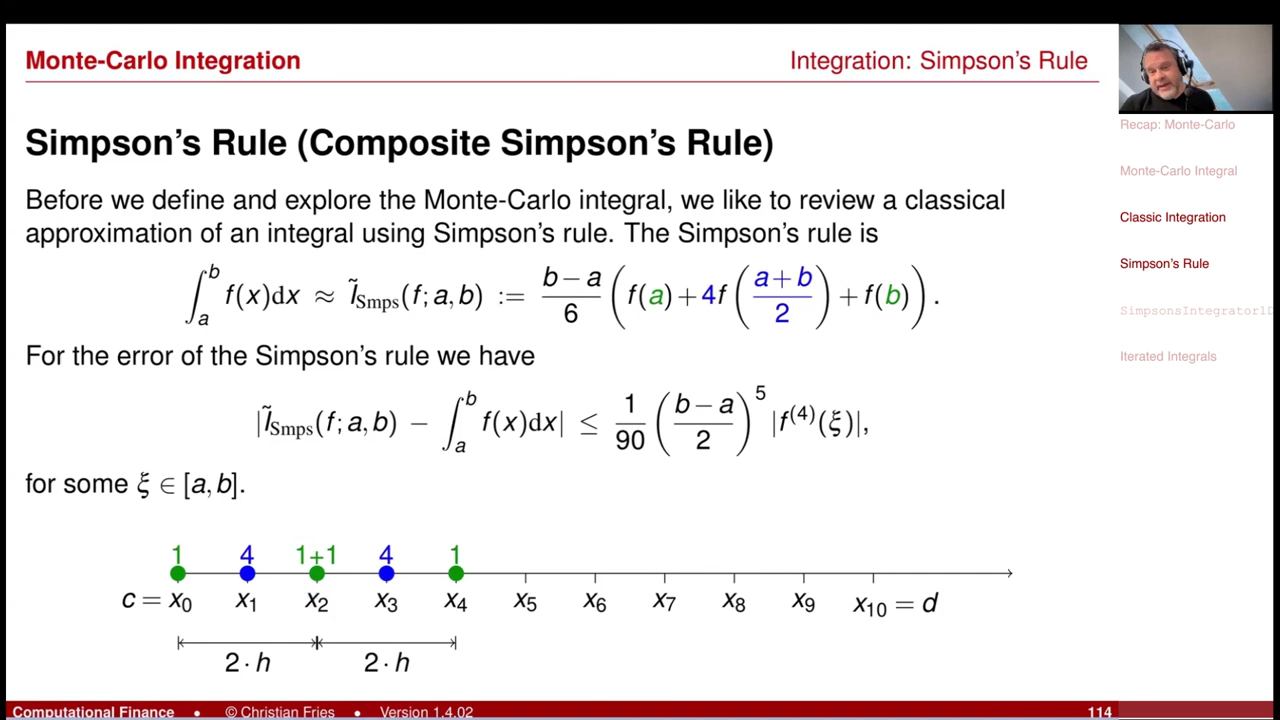 Monte-Carlo Integration
Integration: Simpson's Rule
Simpson's Rule (Composite Simpson's Rule)
Before we define and explore the Monte-Carlo integral, we like to review a classical
approximation of an integral using Simpson's rule. The Simpson's rule is
∫_a^b f(x)dx ≈ Ĩ_Smps(f; a, b) := (b − a)/6 (f(a) + 4f((a + b)/2) + f(b)).
For the error of the Simpson's rule we have
|Ĩ_Smps(f; a, b) − ∫_a^b f(x)dx| ≤ 1/90 ((b − a)/2)^5 |f^(4)(ξ)|,
for some ξ ∈ [a, b].
1 4 1+1 4 1
c = x₀ x₁ x₂ x₃ x₄ x₅ x₆ x₇ x₈ x₉ x₁₀ = d
2 · h 2 · h
Recap: Monte-Carlo
Monte-Carlo Integral
Classic Integration
Simpson's Rule
SimpsonsIntegrator1D
Iterated Integrals
Computational Finance • © Christian Fries • Version 1.4.02 114